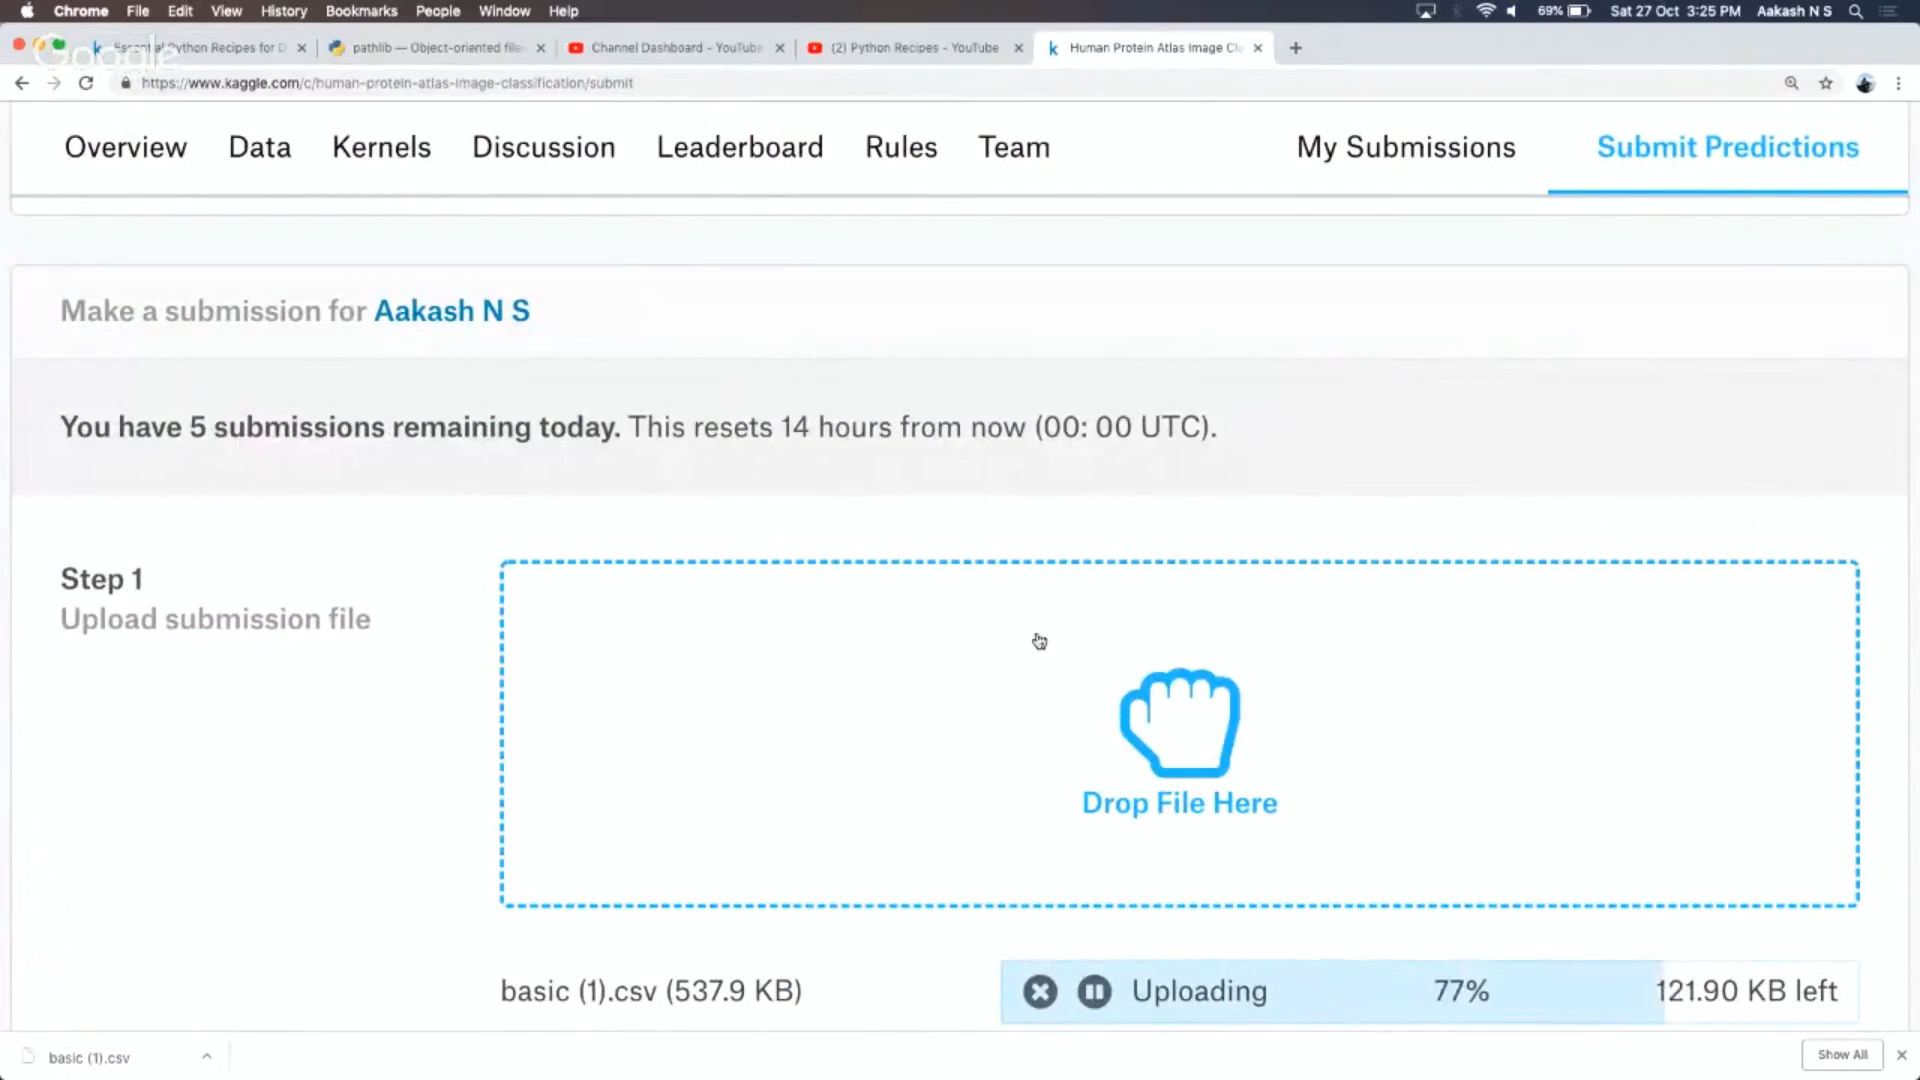 Chrome File Edit View History Bookmarks People Window Help 69% Sat 27 Oct 3:25 PM Aakash N S
Google
Python Recipes for D pathlib — Object-oriented file Channel Dashboard - YouTube (2) Python Recipes - YouTube Human Protein Atlas Image Cl
https://www.kaggle.com/c/human-protein-atlas-image-classification/submit
Overview Data Kernels Discussion Leaderboard Rules Team My Submissions Submit Predictions
Make a submission for Aakash N S
You have 5 submissions remaining today. This resets 14 hours from now (00: 00 UTC).
Step 1
Upload submission file
Drop File Here
basic (1).csv (537.9 KB) Uploading 77% 121.90 KB left
basic (1).csv Show All